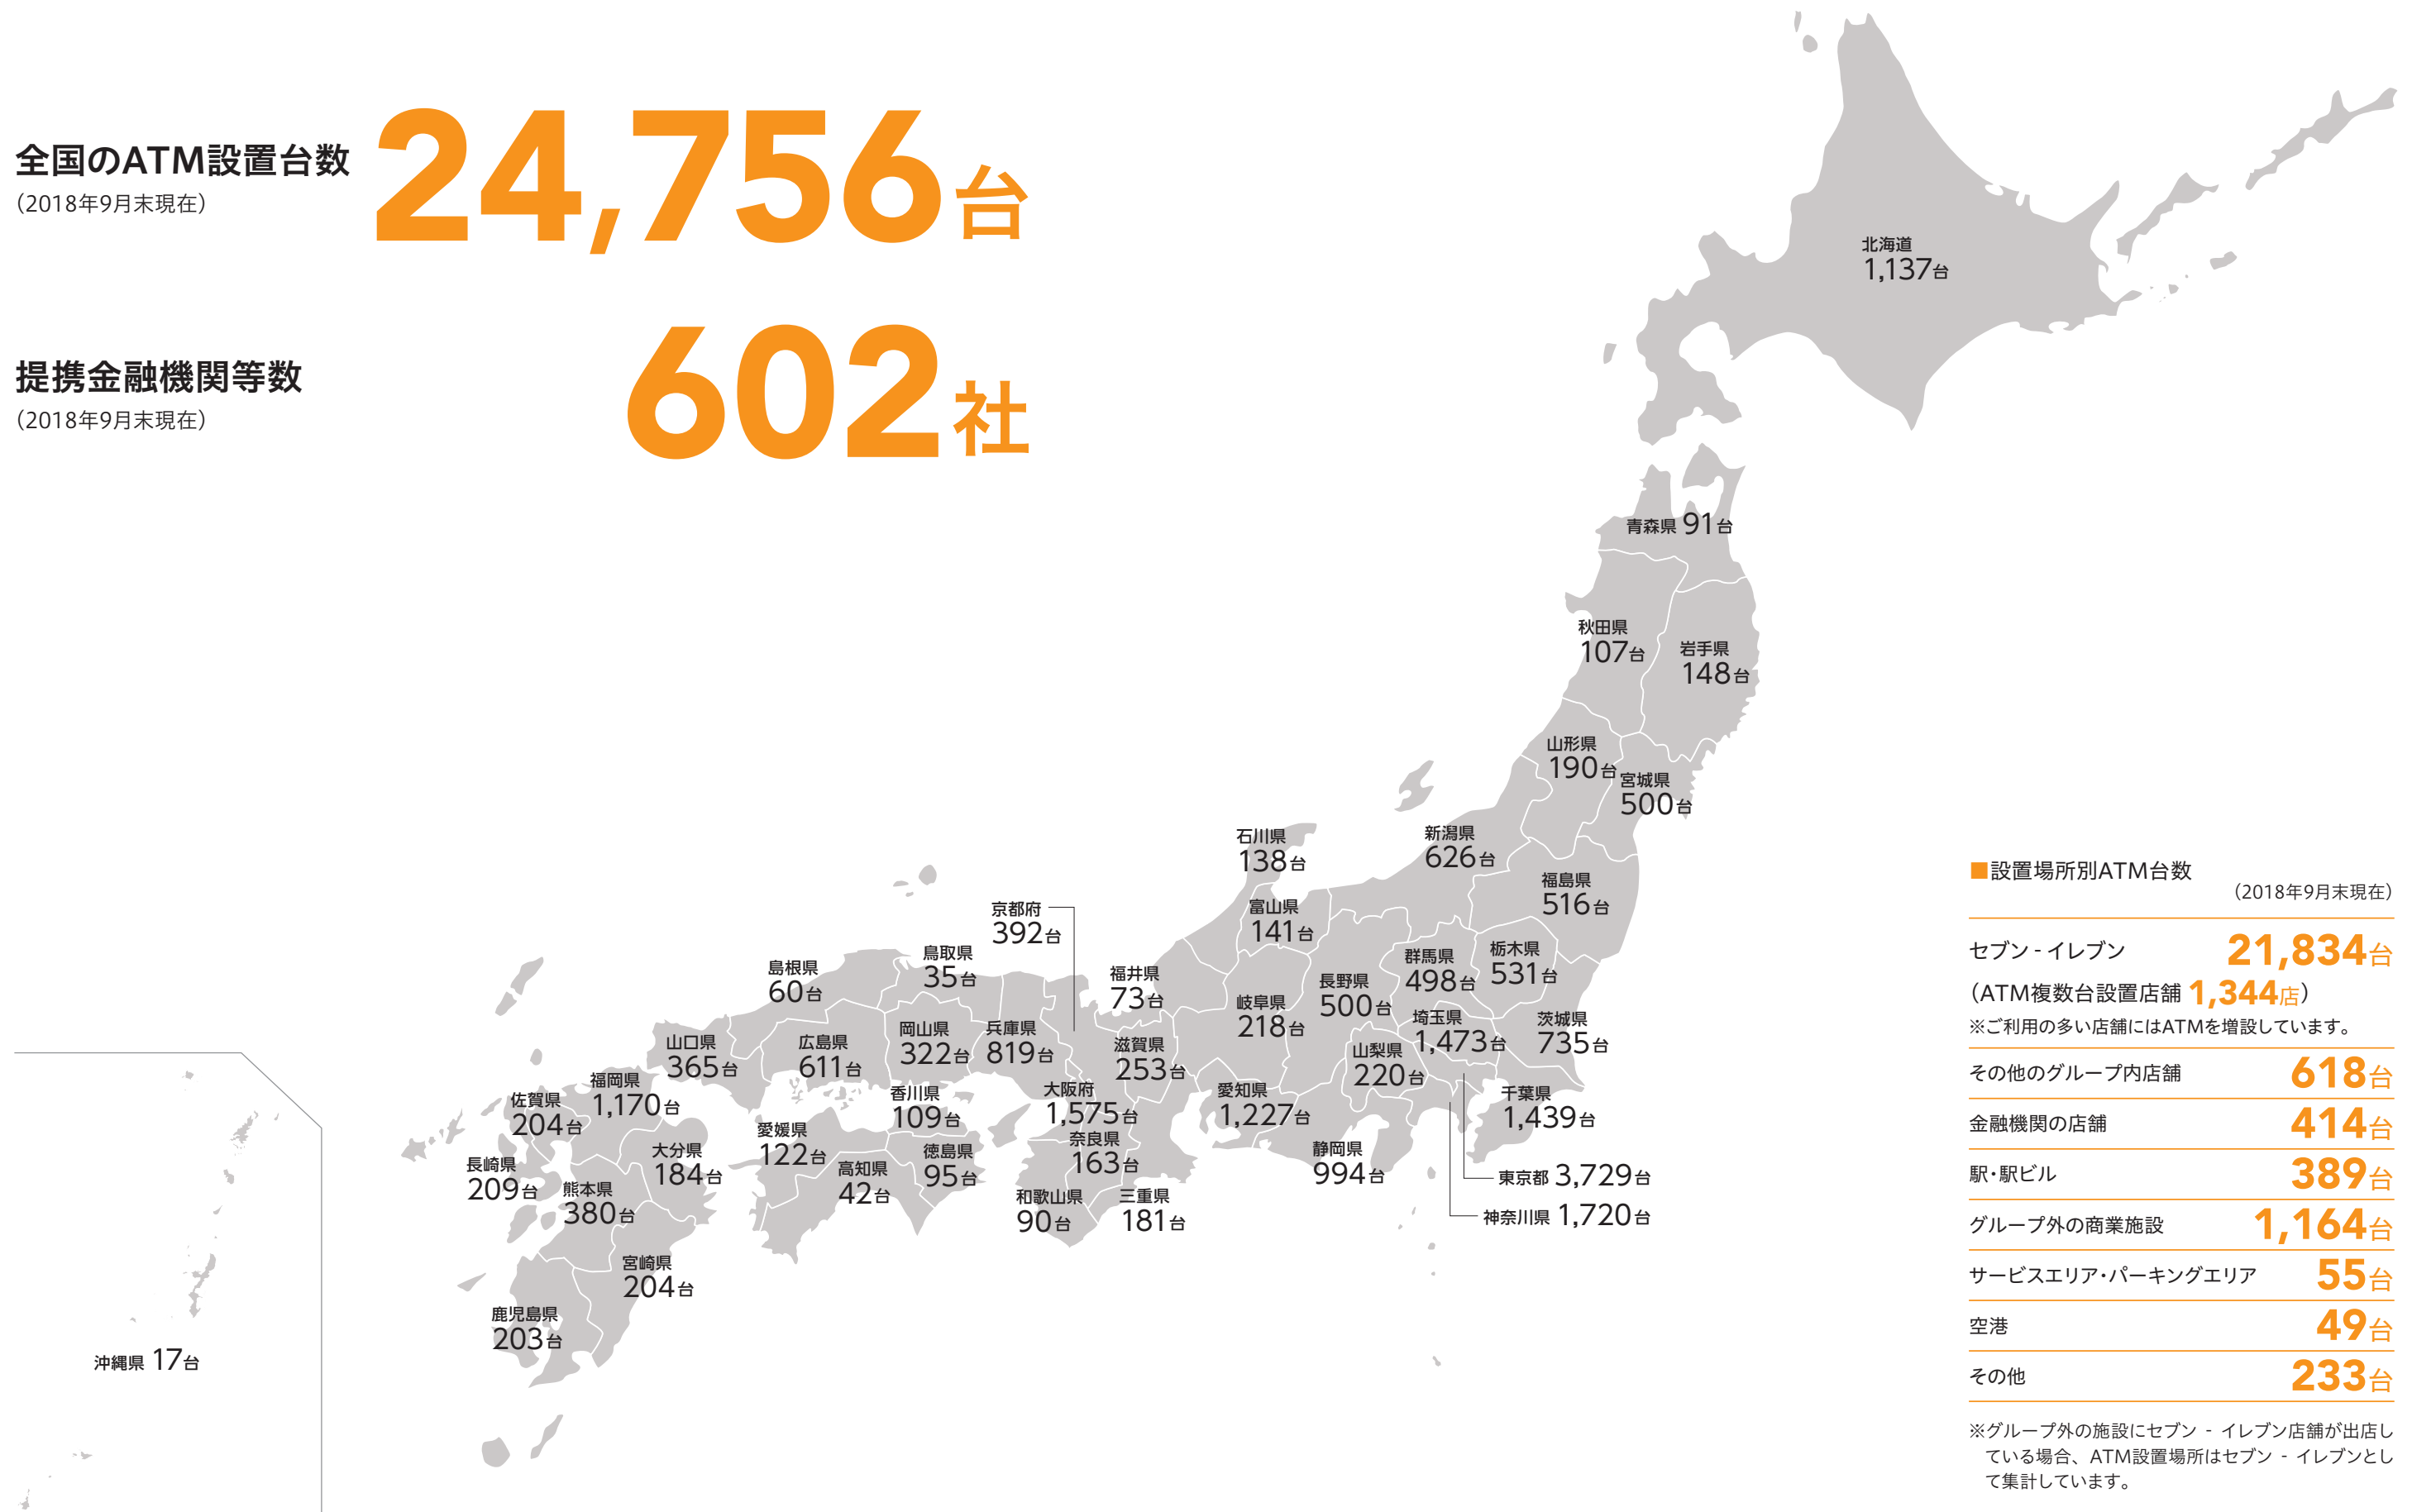 全国のATM設置台数
（2018年9月末現在）
24,756台
提携金融機関等数
（2018年9月末現在）
602社
北海道
1,137台
青森県 91台
秋田県
107台
岩手県
148台
山形県
190台
宮城県
500台
石川県
138台
新潟県
626台
福島県
516台
富山県
141台
京都府
392台
鳥取県
35台
島根県
60台
福井県
73台
群馬県
498台
栃木県
531台
長野県
500台
岐阜県
218台
埼玉県
1,473台
茨城県
735台
山口県
365台
広島県
611台
岡山県
322台
兵庫県
819台
滋賀県
253台
山梨県
220台
福岡県
1,170台
佐賀県
204台
香川県
109台
大阪府
1,575台
愛知県
1,227台
千葉県
1,439台
愛媛県
122台
奈良県
163台
静岡県
994台
大分県
184台
徳島県
95台
高知県
42台
長崎県
209台
熊本県
380台
和歌山県
90台
三重県
181台
東京都 3,729台
神奈川県 1,720台
宮崎県
204台
鹿児島県
203台
沖縄県 17台
■設置場所別ATM台数
（2018年9月末現在）
セブン‐イレブン 21,834台
（ATM複数台設置店舗 1,344店）
※ご利用の多い店舗にはATMを増設しています。
その他のグループ内店舗 618台
金融機関の店舗 414台
駅・駅ビル 389台
グループ外の商業施設 1,164台
サービスエリア・パーキングエリア 55台
空港 49台
その他 233台
※グループ外の施設にセブン‐イレブン店舗が出店し
ている場合、ATM設置場所はセブン‐イレブンとし
て集計しています。